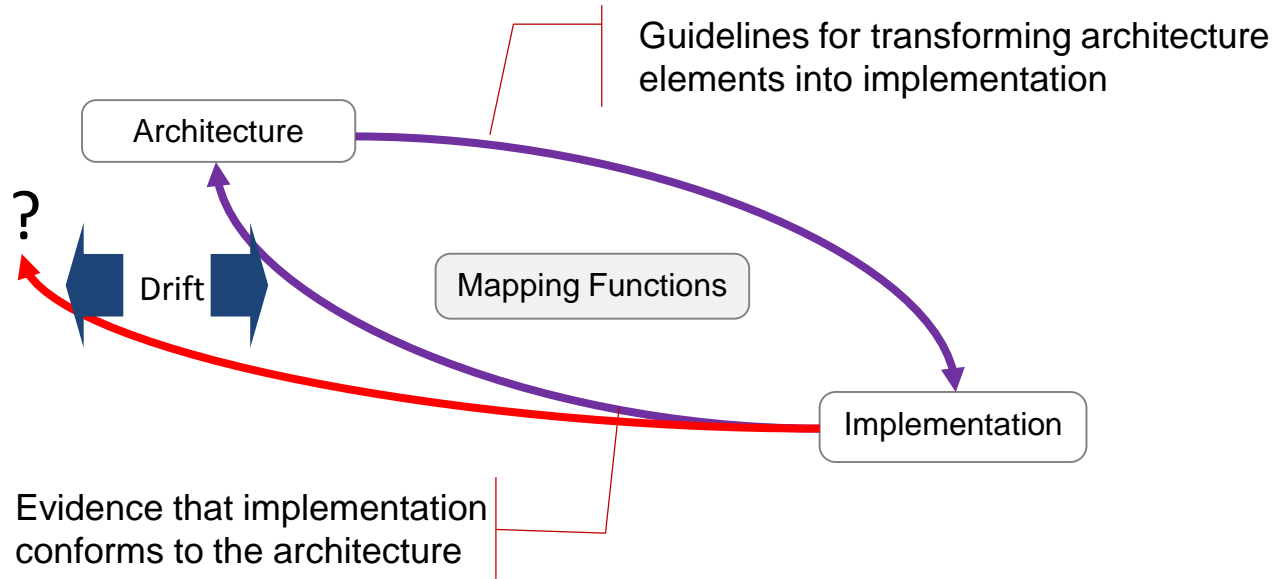 Guidelines for transforming architecture
elements into implementation
Architecture
?
Drift
Mapping Functions
Implementation
Evidence that implementation
conforms to the architecture